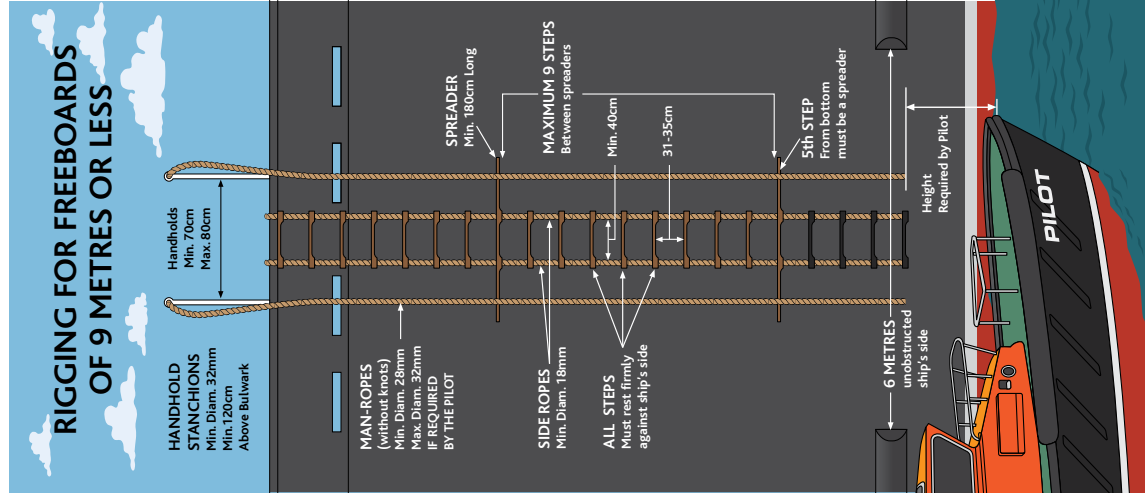 RIGGING FOR FREEBOARDS
OF 9 METRES OR LESS
HANDHOLD
STANCHIONS
Min. Diam. 32mm
Min.120cm
Above Bulwark
Handholds
Min. 70cm
Max. 80cm
MAN-ROPES
(without knots)
Min. Diam. 28mm
Max. Diam. 32mm
IF REQUIRED
BY THE PILOT
SPREADER
Min. 180cm Long
MAXIMUM 9 STEPS
Between spreaders
SIDE ROPES
Min. Diam. 18mm
Min. 40cm
ALL STEPS
Must rest firmly
against ship's side
31-35cm
5th STEP
From bottom
must be a spreader
6 METRES
unobstructed
ship's side
Height
Required by Pilot
PILOT